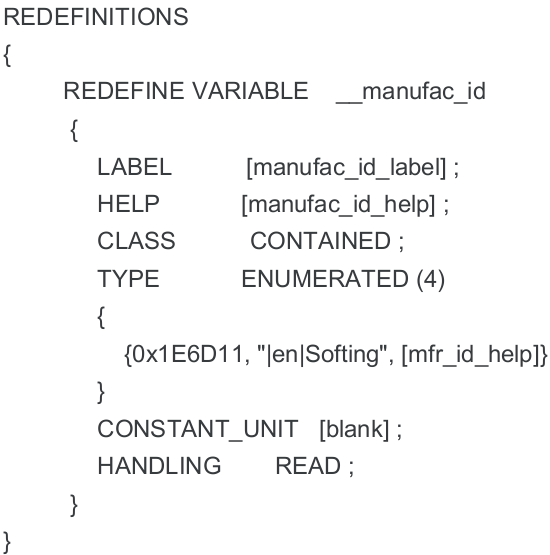 REDEFINITIONS
{
REDEFINE VARIABLE __manufac_id
{
LABEL [manufac_id_label] ;
HELP [manufac_id_help] ;
CLASS CONTAINED ;
TYPE ENUMERATED (4)
{
{0x1E6D11, "|en|Softing", [mfr_id_help]}
}
CONSTANT_UNIT [blank] ;
HANDLING READ ;
}
}